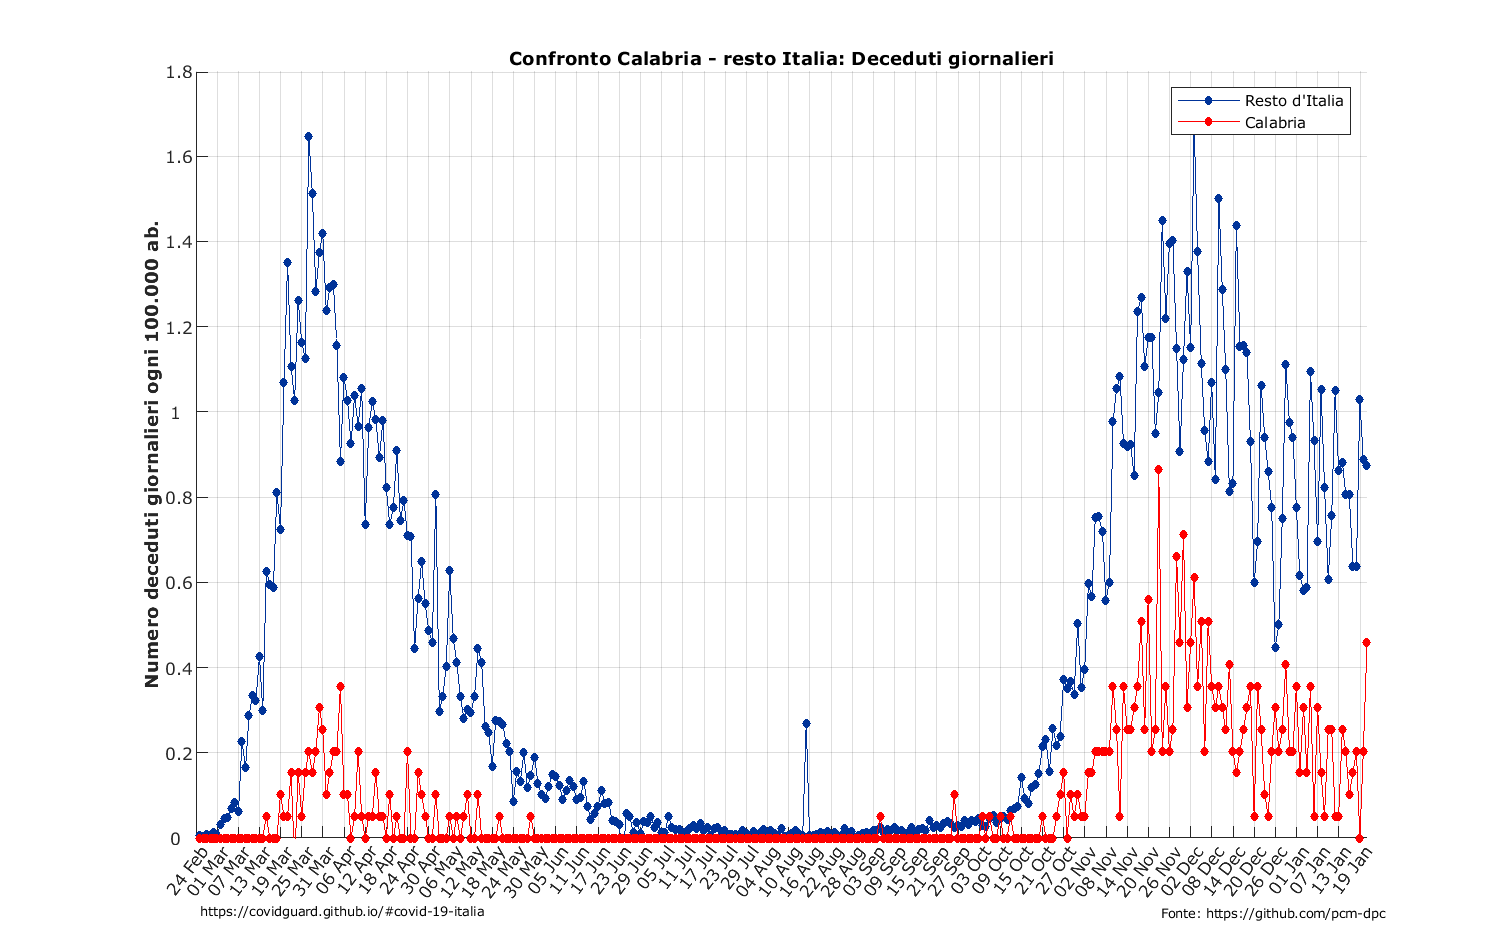 Confronto Calabria - resto Italia: Deceduti giornalieri
Resto d'Italia
Calabria
Numero deceduti giornalieri ogni 100.000 ab.
1.8
1.6
1.4
1.2
1
0.8
0.6
0.4
0.2
0
24 Feb
01 Mar
07 Mar
13 Mar
19 Mar
25 Mar
31 Mar
06 Apr
12 Apr
18 Apr
24 Apr
30 Apr
06 May
12 May
18 May
24 May
30 May
05 Jun
11 Jun
17 Jun
23 Jun
29 Jun
05 Jul
11 Jul
17 Jul
23 Jul
29 Jul
04 Aug
10 Aug
16 Aug
22 Aug
28 Aug
03 Sep
09 Sep
15 Sep
21 Sep
27 Sep
03 Oct
09 Oct
15 Oct
21 Oct
27 Oct
02 Nov
08 Nov
14 Nov
20 Nov
26 Nov
02 Dec
08 Dec
14 Dec
20 Dec
26 Dec
01 Jan
07 Jan
13 Jan
19 Jan
https://covidguard.github.io/#covid-19-italia
Fonte: https://github.com/pcm-dpc